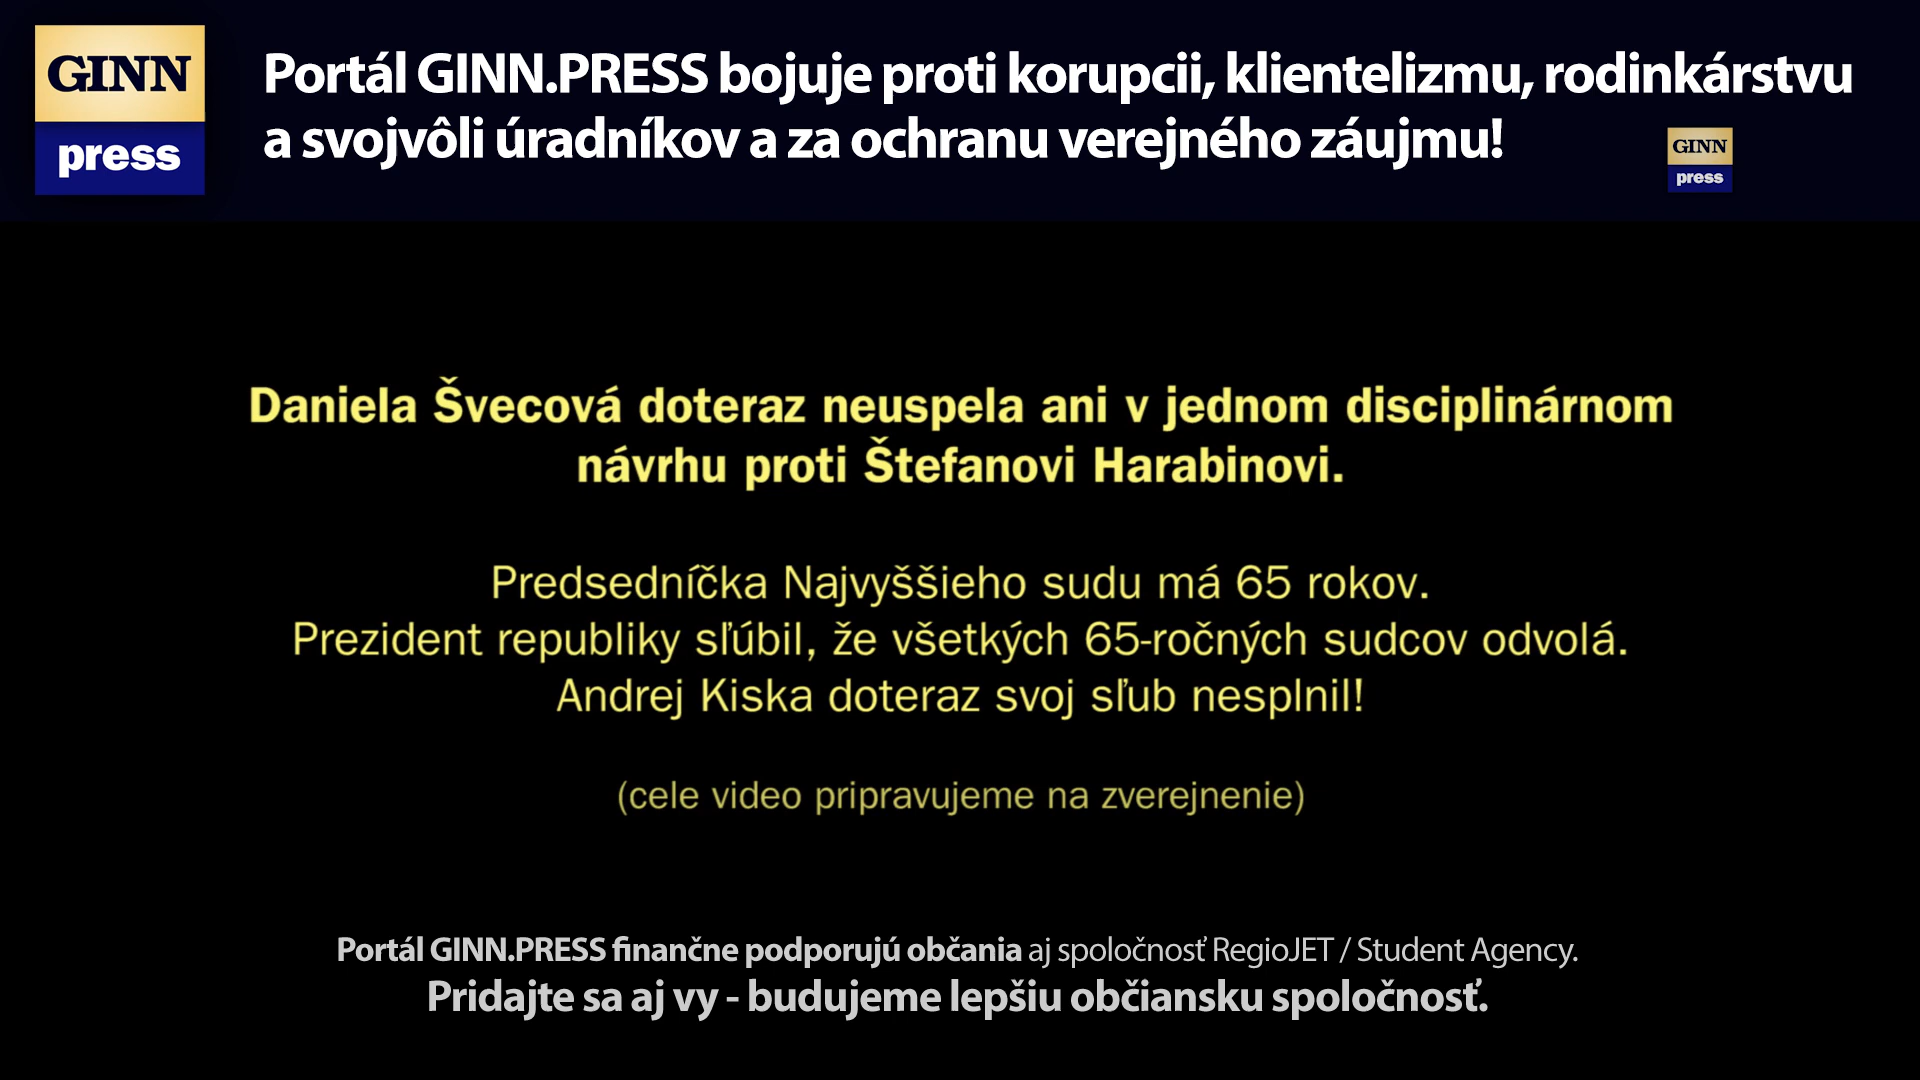 GINN
press
Portál GINN.PRESS bojuje proti korupcii, klientelizmu, rodinkárstvu
a svojvôli úradníkov a za ochranu verejného záujmu!
GINN
press
Daniela Švecová doteraz neuspela ani v jednom disciplinárnom
návrhu proti Štefanovi Harabinovi.
Predsedníčka Najvyššieho sudu má 65 rokov.
Prezident republiky sľúbil, že všetkých 65-ročných sudcov odvolá.
Andrej Kiska doteraz svoj sľub nesplnil!
(cele video pripravujeme na zverejnenie)
Portál GINN.PRESS finančne podporujú občania aj spoločnosť RegioJET / Student Agency.
Pridajte sa aj vy - budujeme lepšiu občiansku spoločnosť.